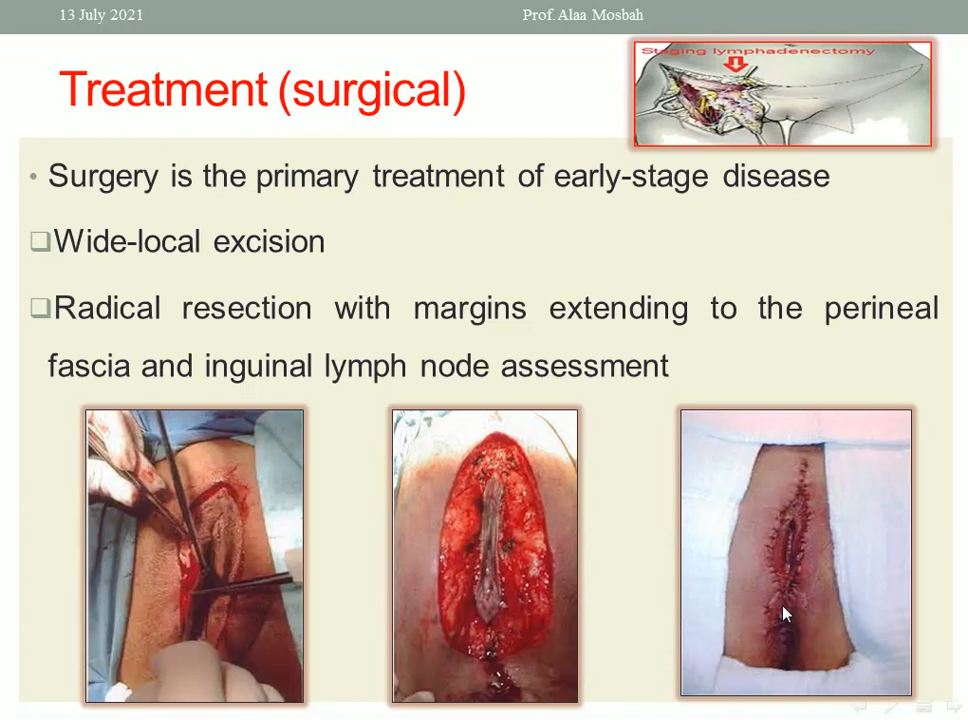 13 July 2021
Prof. Alaa Mosbah
Staging lymphadenectomy
Treatment (surgical)
• Surgery is the primary treatment of early-stage disease
❑Wide-local excision
❑Radical resection with margins extending to the perineal
fascia and inguinal lymph node assessment